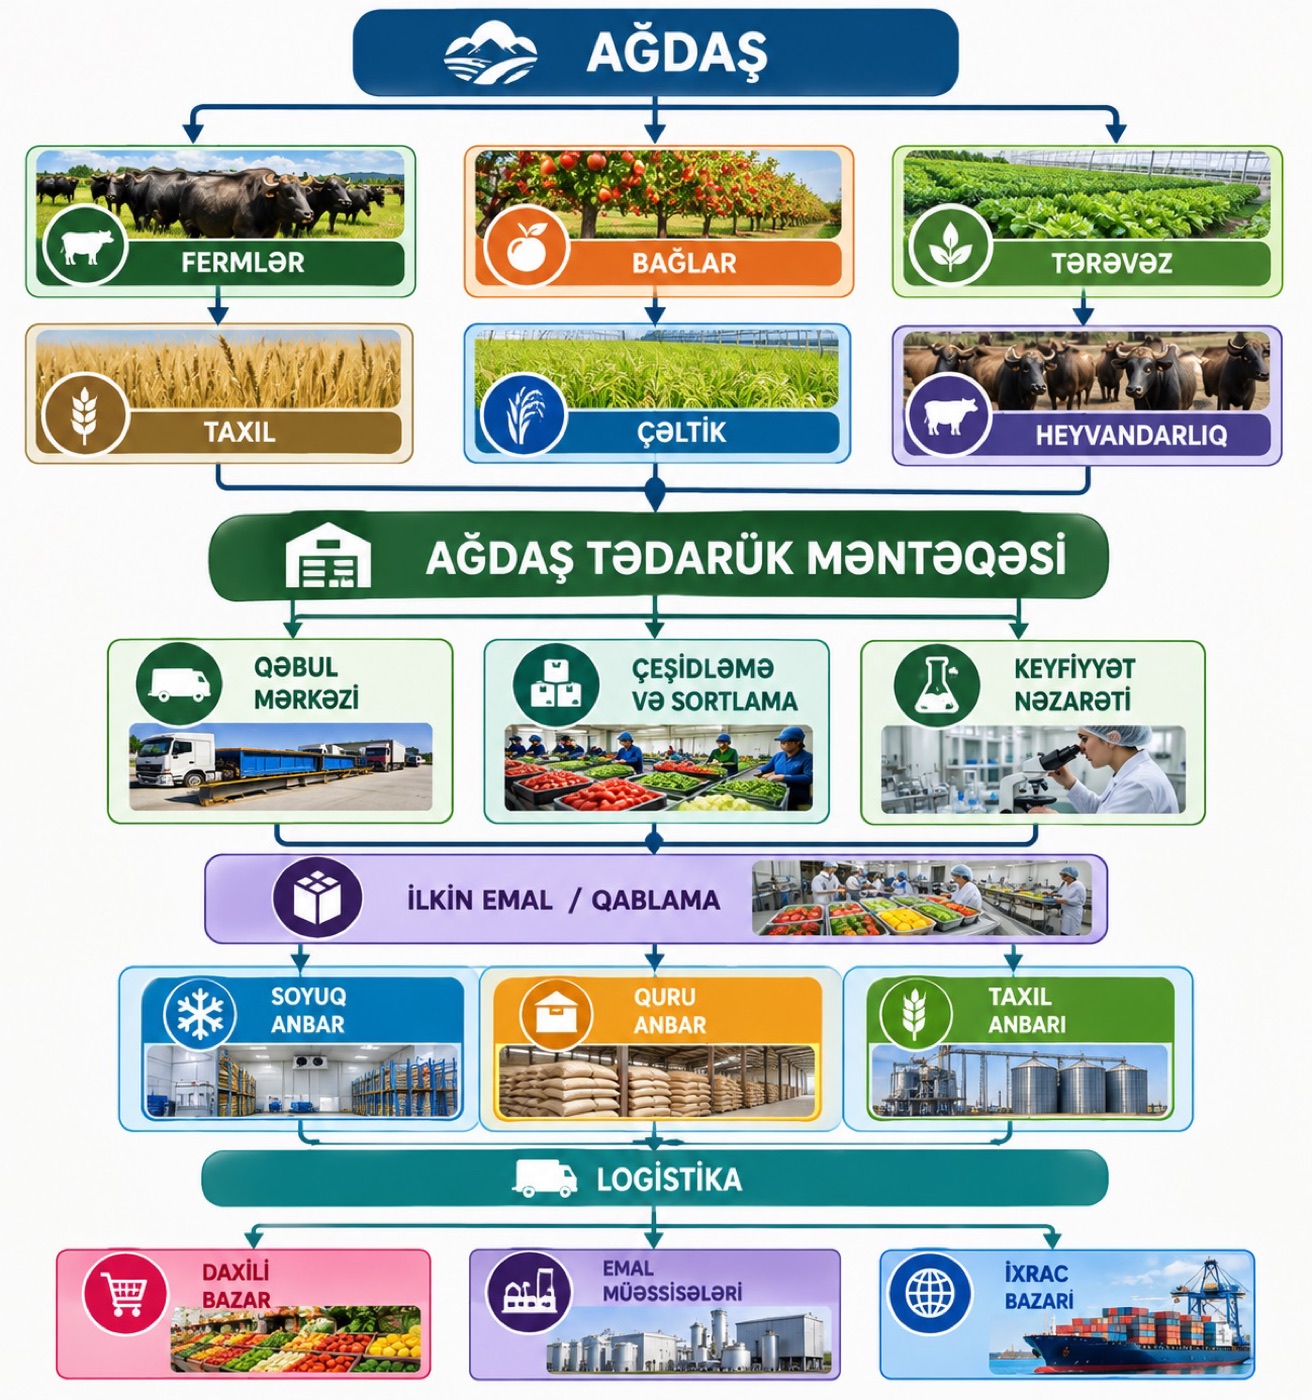 AĞDAŞ
FERMLƏR
BAĞLAR
TƏRƏVƏZ
TAXIL
ÇƏLTİK
HEYVANDARLIQ
AĞDAŞ TƏDARÜK MƏNTƏQƏSİ
QƏBUL
MƏRKƏZİ
ÇEŞİDLƏMƏ
VƏ SORTLAMA
KEYFİYYƏT
NƏZARƏTİ
İLKİN EMAL / QABLAMA
SOYUQ
ANBAR
QURU
ANBAR
TAXIL
ANBARI
LOGİSTİKA
DAXİLİ
BAZAR
EMAL
MÜƏSSİSƏLƏRİ
İXRAC
BAZARİ